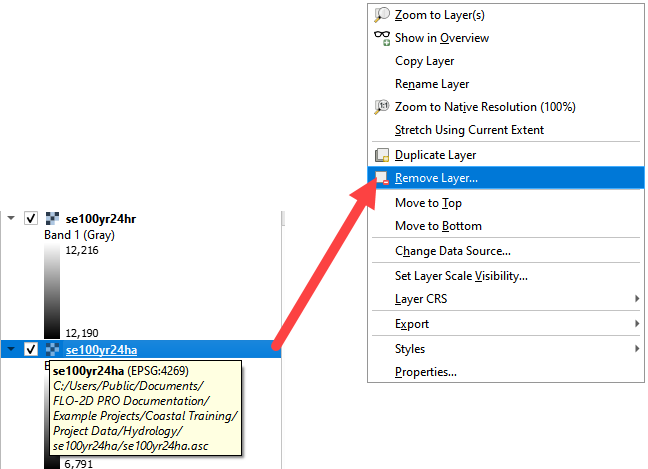 Zoom to Layer(s)
Show in Overview
Copy Layer
Rename Layer
1:1
Zoom to Native Resolution (100%)
Stretch Using Current Extent
Duplicate Layer
Remove Layer...
Move to Top
Move to Bottom
Change Data Source...
Set Layer Scale Visibility...
Layer CRS
Export
Styles
Properties...
se100yr24hr
Band 1 (Gray)
12,216
12,190
se100yr24ha
se100yr24ha (EPSG:4269)
C:/Users/Public/Documents/
FLO-2D PRO Documentation/
Example Projects/Coastal Training/
Project Data/Hydrology/
se100yr24ha/se100yr24ha.asc
6,791